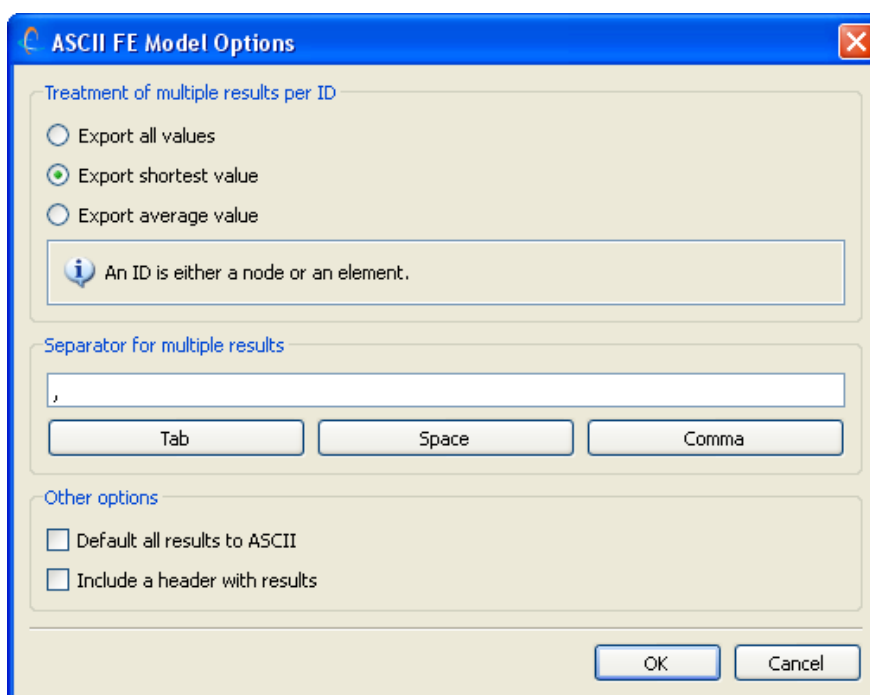 ASCII FE Model Options
Treatment of multiple results per ID
Export all values
Export shortest value
Export average value
An ID is either a node or an element.
Separator for multiple results
,
Tab Space Comma
Other options
Default all results to ASCII
Include a header with results
OK Cancel